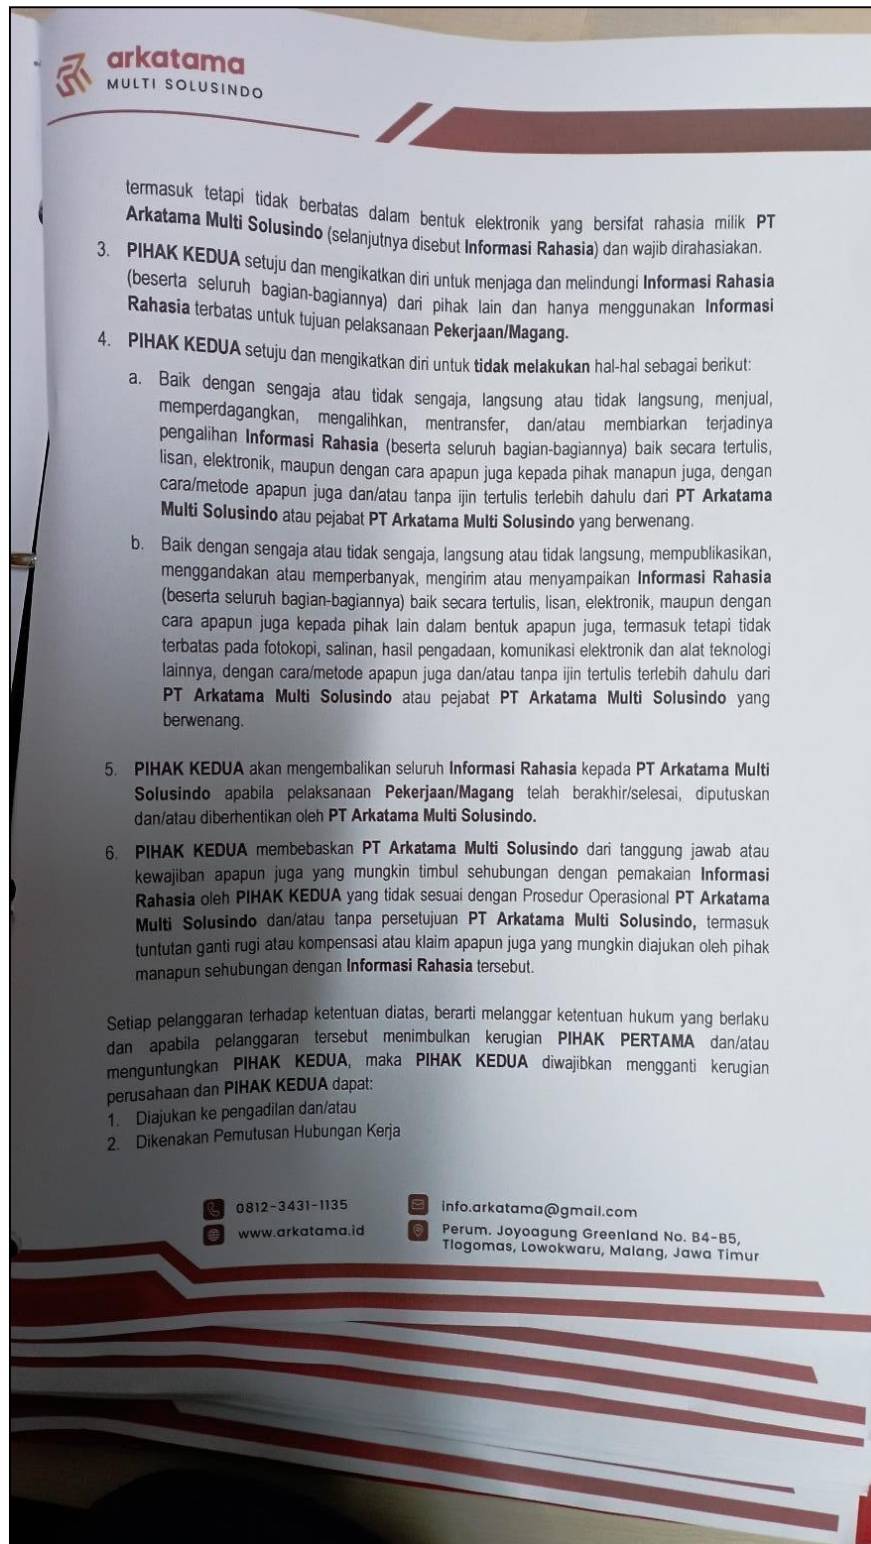 arkatama
MULTI SOLUSINDO
termasuk tetapi tidak berbatas dalam bentuk elektronik yang bersifat rahasia milik PT
Arkatama Multi Solusindo (selanjutnya disebut Informasi Rahasia) dan wajib dirahasiakan.
3. PIHAK KEDUA setuju dan mengikatkan diri untuk menjaga dan melindungi Informasi Rahasia
(beserta seluruh bagian-bagiannya) dari pihak lain dan hanya menggunakan Informasi
Rahasia terbatas untuk tujuan pelaksanaan Pekerjaan/Magang.
4. PIHAK KEDUA setuju dan mengikatkan diri untuk tidak melakukan hal-hal sebagai berikut:
a. Baik dengan sengaja atau tidak sengaja, langsung atau tidak langsung, menjual,
memperdagangkan, mengalihkan, mentransfer, dan/atau membiarkan terjadinya
pengalihan Informasi Rahasia (beserta seluruh bagian-bagiannya) baik secara tertulis,
lisan, elektronik, maupun dengan cara apapun juga kepada pihak manapun juga, dengan
cara/metode apapun juga dan/atau tanpa ijin tertulis terlebih dahulu dari PT Arkatama
Multi Solusindo atau pejabat PT Arkatama Multi Solusindo yang berwenang.
b. Baik dengan sengaja atau tidak sengaja, langsung atau tidak langsung, mempublikasikan,
menggandakan atau memperbanyak, mengirim atau menyampaikan Informasi Rahasia
(beserta seluruh bagian-bagiannya) baik secara tertulis, lisan, elektronik, maupun dengan
cara apapun juga kepada pihak lain dalam bentuk apapun juga, termasuk tetapi tidak
terbatas pada fotokopi, salinan, hasil pengadaan, komunikasi elektronik dan alat teknologi
lainnya, dengan cara/metode apapun juga dan/atau tanpa ijin tertulis terlebih dahulu dari
PT Arkatama Multi Solusindo atau pejabat PT Arkatama Multi Solusindo yang
berwenang.
5. PIHAK KEDUA akan mengembalikan seluruh Informasi Rahasia kepada PT Arkatama Multi
Solusindo apabila pelaksanaan Pekerjaan/Magang telah berakhir/selesai, diputuskan
dan/atau diberhentikan oleh PT Arkatama Multi Solusindo.
6. PIHAK KEDUA membebaskan PT Arkatama Multi Solusindo dari tanggung jawab atau
kewajiban apapun juga yang mungkin timbul sehubungan dengan pemakaian Informasi
Rahasia oleh PIHAK KEDUA yang tidak sesuai dengan Prosedur Operasional PT Arkatama
Multi Solusindo dan/atau tanpa persetujuan PT Arkatama Multi Solusindo, termasuk
tuntutan ganti rugi atau kompensasi atau klaim apapun juga yang mungkin diajukan oleh pihak
manapun sehubungan dengan Informasi Rahasia tersebut.
Setiap pelanggaran terhadap ketentuan diatas, berarti melanggar ketentuan hukum yang berlaku
dan apabila pelanggaran tersebut menimbulkan kerugian PIHAK PERTAMA dan/atau
menguntungkan PIHAK KEDUA, maka PIHAK KEDUA diwajibkan mengganti kerugian
perusahaan dan PIHAK KEDUA dapat:
1. Diajukan ke pengadilan dan/atau
2. Dikenakan Pemutusan Hubungan Kerja
0812-3431-1135
www.arkatama.id
info.arkatama@gmail.com
Perum. Joyoagung Greenland No. B4-B5,
Tlogomas, Lowokwaru, Malang, Jawa Timur